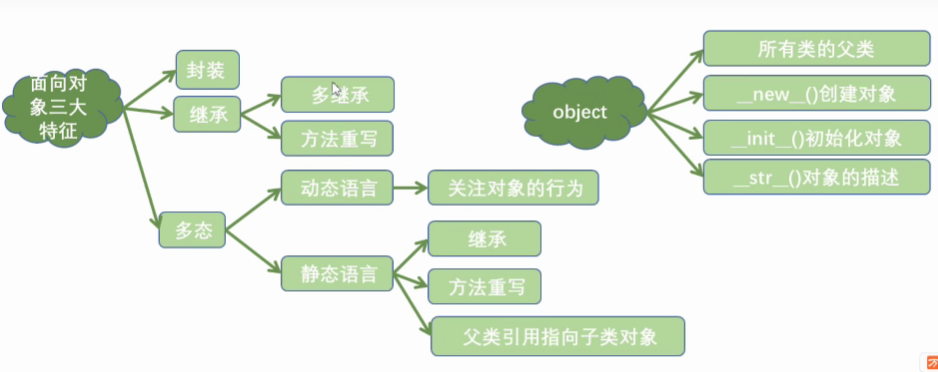 面向对
象三大
特征
封装
继承
多继承
方法重写
多态
动态语言
关注对象的行为
静态语言
继承
方法重写
父类引用指向子类对象
object
所有类的父类
__new__()创建对象
__init__()初始化对象
__str__()对象的描述